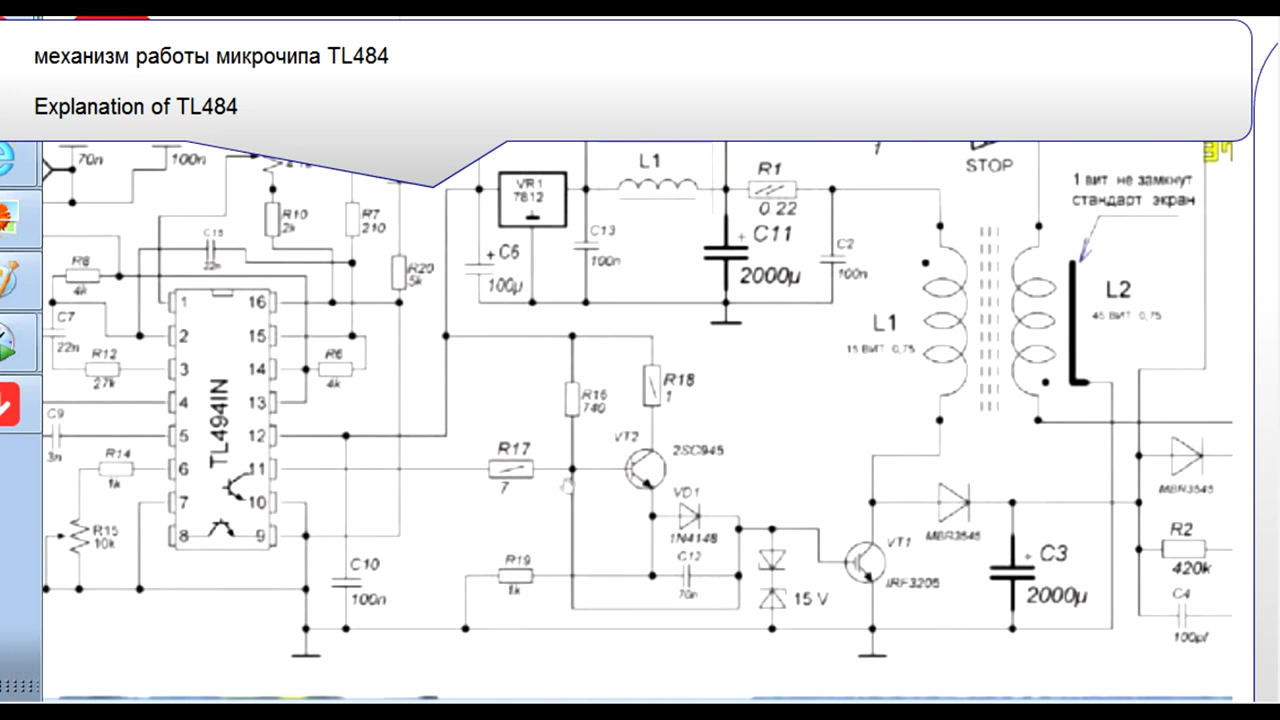 механизм работы микрочипа TL484
Explanation of TL484
70n
100n
R10
2k
R7
210
C15
22n
R20
5k
R8
4k
C7
22n
R12
27k
C9
3n
R14
1k
R15
10k
1
2
3
4
5
6
7
8
TL494IN
16
15
14
13
12
11
10
9
R6
4k
C10
100n
VR1
7812
+ C6
100µ
C13
100n
L1
R1
0 22
+ C11
2000µ
C2
100n
1
STOP
1 вит не замкнут
стандарт экран
L1
15 ВИТ 0,75
L2
45 ВИТ 0,75
R16
740
R18
1
VT2
2SC945
R17
7
VD1
1N4148
C12
70n
R19
1k
15 V
VT1
IRF3205
MBR3545
+ C3
2000µ
MBR3545
R2
420k
C4
100pf